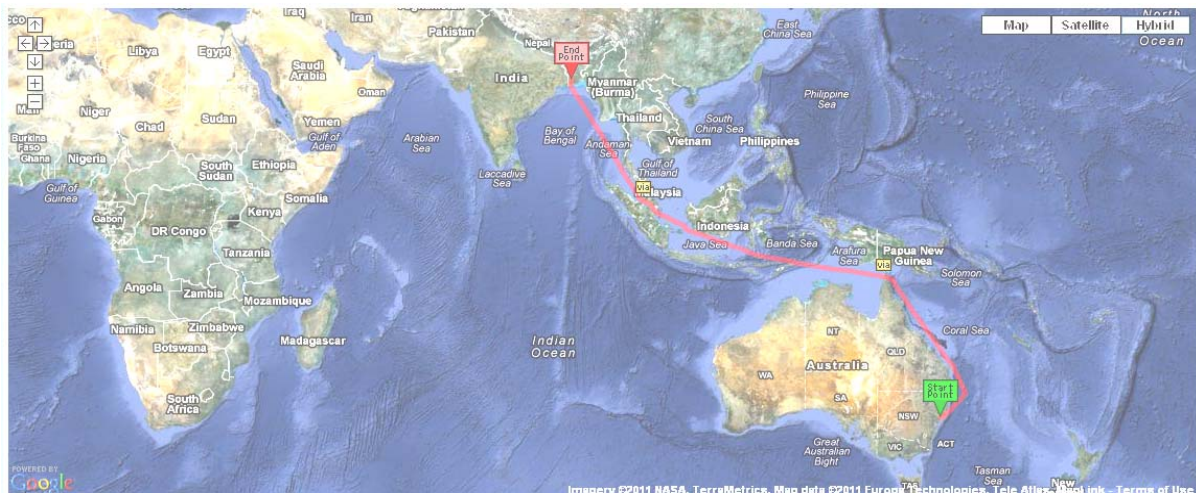 Iraq
Iran
Afghanistan
East
China Sea
North
Ocean
Map
Satellite
Hybrid
Algeria
Libya
Egypt
Pakistan
Nepal
End
Point
Saudi
Arabia
Oman
India
Myanmar
(Burma)
Philippine
Sea
Mali
Niger
Chad
Sudan
Yemen
Gulf of
Aden
Arabian
Sea
Bay of
Bengal
Thailand
Andaman
Sea
Vietnam
South
China Sea
Philippines
Burkina
Faso
Ghana
Nigeria
South
Sudan
Ethiopia
Somalia
Laccadive
Sea
Gulf of
Thailand
via
Malaysia
Gulf of
Guinea
Gabon
DR Congo
Kenya
Tanzania
Indonesia
Java Sea
Banda Sea
Arafura
Sea
Papua New
Guinea
via
Solomon
Sea
Angola
Zambia
Mozambique
Namibia
Zimbabwe
Botswana
Madagascar
South
Africa
Indian
Ocean
Coral Sea
NT
QLD
Australia
WA
SA
NSW
Start
Point
VIC
ACT
TAS
Great
Australian
Bight
Tasman
Sea
New
POWERED BY
Google
Imagery ©2011 NASA, TerraMetrics, Map data ©2011 Europa Technologies, Tele Atlas, MapLink - Terms of Use